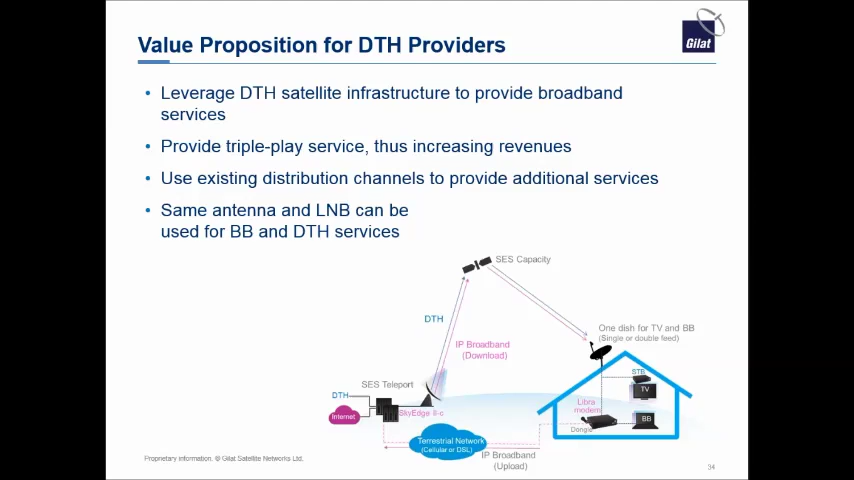 Value Proposition for DTH Providers
Gilat
• Leverage DTH satellite infrastructure to provide broadband
services
• Provide triple-play service, thus increasing revenues
• Use existing distribution channels to provide additional services
• Same antenna and LNB can be
used for BB and DTH services
SES Capacity
DTH
One dish for TV and BB
(Single or double feed)
IP Broadband
(Download)
SES Teleport
STB
TV
DTH
Libra
modem
Internet
SkyEdge II-c
BB
Dongle
Terrestrial Network
(Cellular or DSL)
IP Broadband
(Upload)
Proprietary information. © Gilat Satellite Networks Ltd.
34